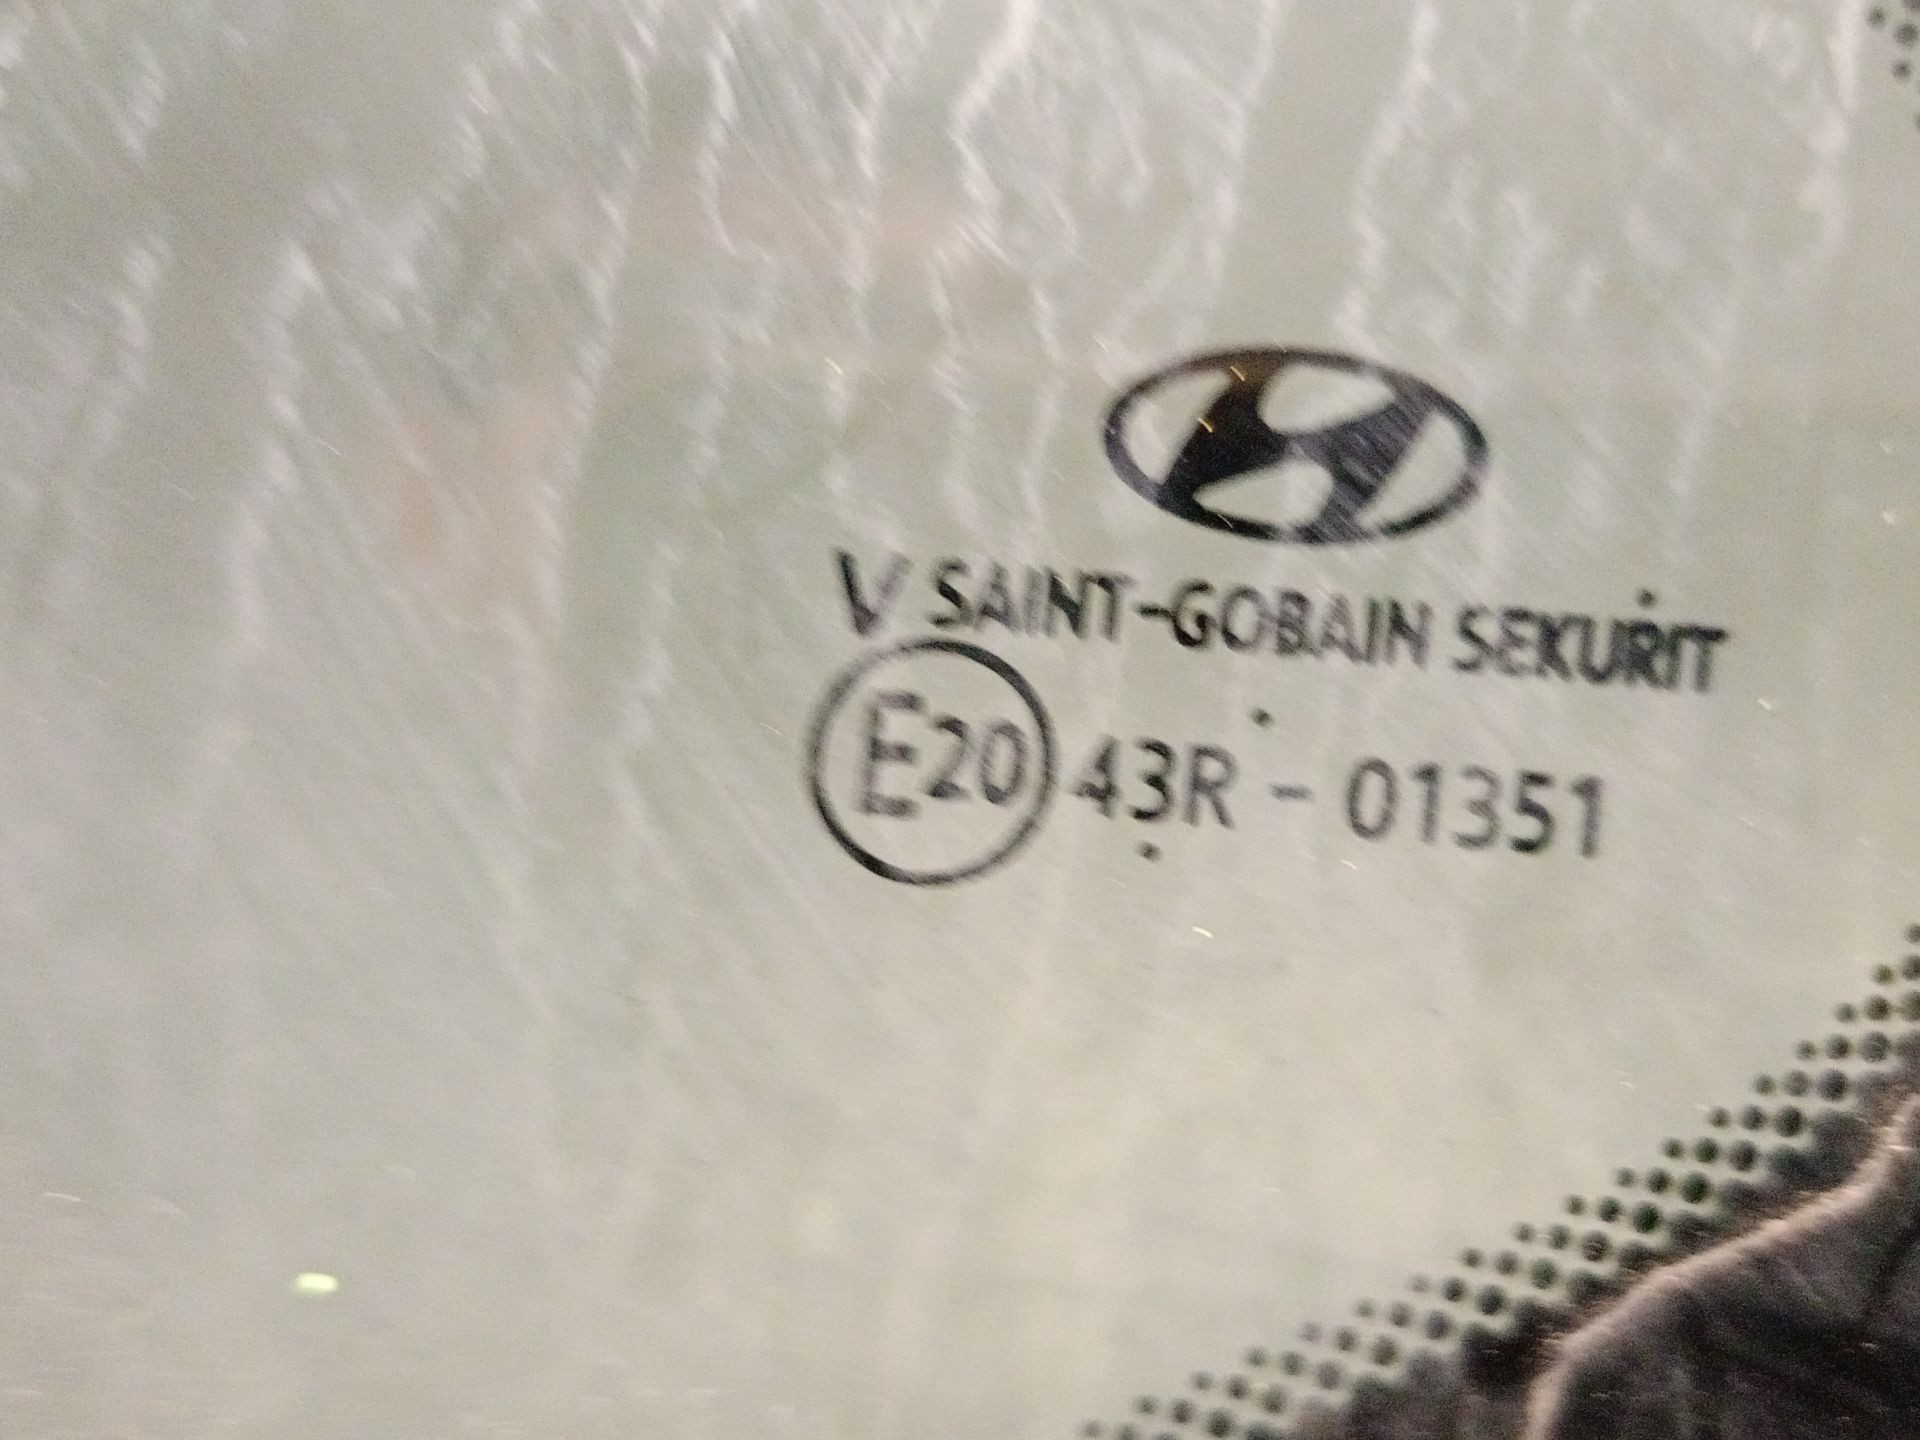 V SAINT-GOBAIN SEKURIT
E20 43R - 01351